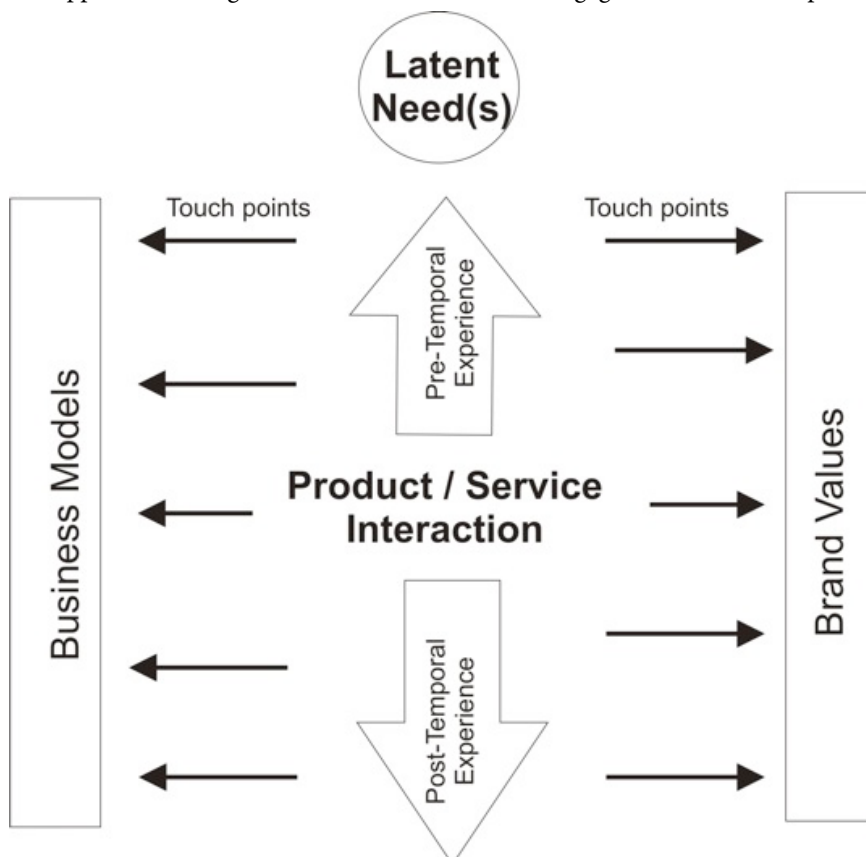 Latent
Need(s)
Touch points
Touch points
Pre-Temporal
Experience
Business Models
Product / Service
Interaction
Brand Values
Post-Temporal
Experience